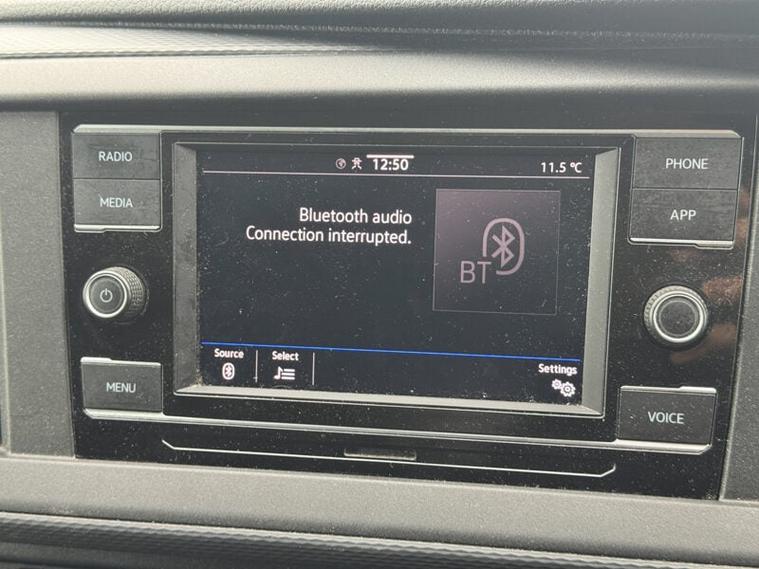 RADIO
MEDIA
MENU
12:50
11.5 °C
Bluetooth audio
Connection interrupted.
BT
Source
Select
Settings
PHONE
APP
VOICE